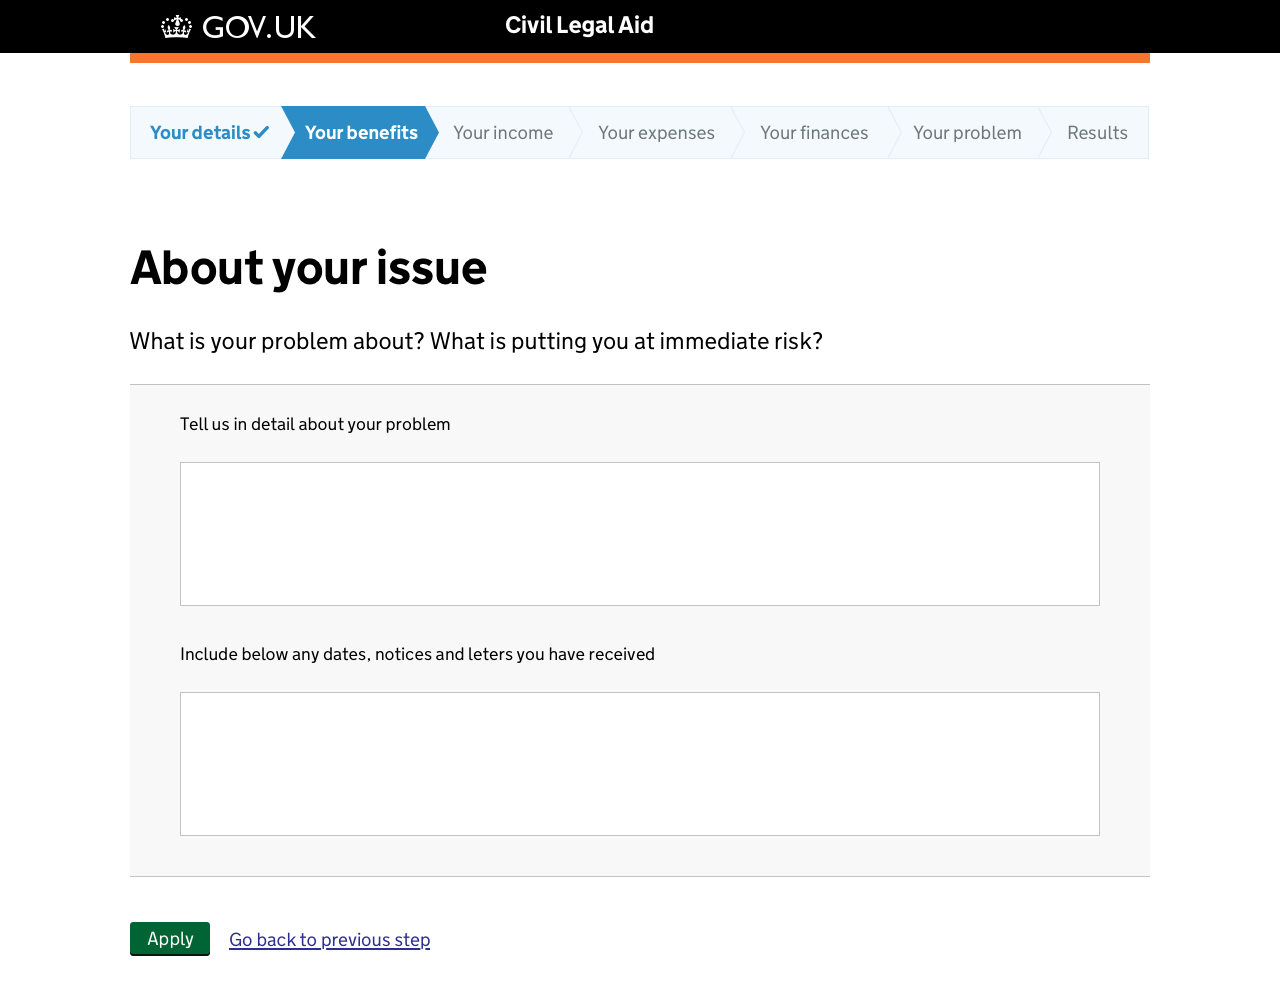 GOV.UK Civil Legal Aid
Your details Your benefits Your income Your expenses Your finances Your problem Results
About your issue
What is your problem about? What is putting you at immediate risk?
Tell us in detail about your problem
Include below any dates, notices and leters you have received
Apply Go back to previous step